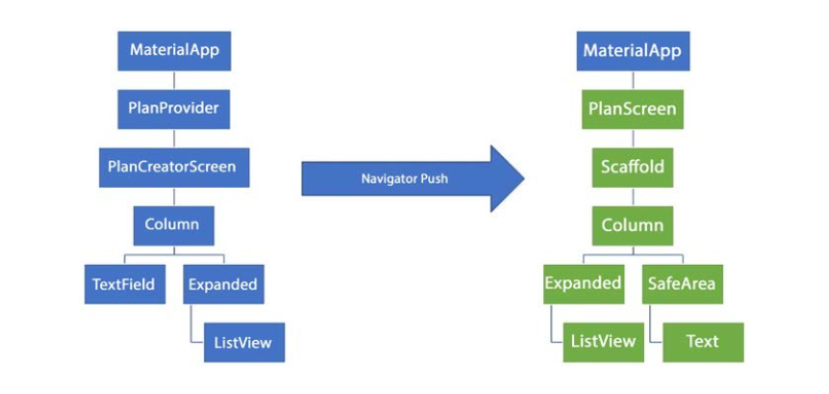 MaterialApp
PlanProvider
PlanCreatorScreen
Column
TextField
Expanded
ListView
Navigator Push
MaterialApp
PlanScreen
Scaffold
Column
Expanded
SafeArea
ListView
Text